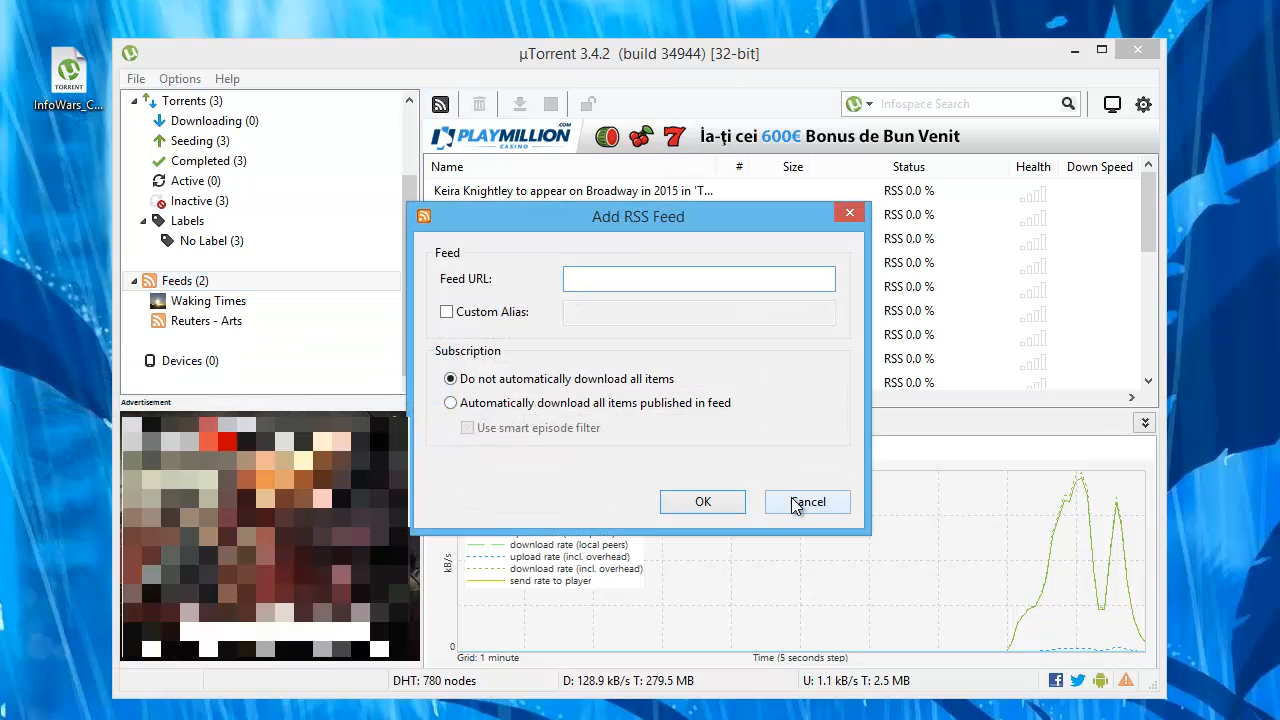 TORRENT
InfoWars_C...
µTorrent 3.4.2 (build 34944) [32-bit]
File Options Help
Torrents (3)
Downloading (0)
Seeding (3)
Completed (3)
Active (0)
Inactive (3)
Labels
No Label (3)
Feeds (2)
Waking Times
Reuters - Arts
Devices (0)
Advertisement
Infospace Search
PLAYMILLION.COM
CASINO
İa-ţi cei 600€ Bonus de Bun Venit
Name # Size Status Health Down Speed
Keira Knightley to appear on Broadway in 2015 in 'T... RSS 0.0 %
RSS 0.0 %
RSS 0.0 %
RSS 0.0 %
RSS 0.0 %
RSS 0.0 %
RSS 0.0 %
RSS 0.0 %
RSS 0.0 %
Add RSS Feed
Feed
Feed URL:
Custom Alias:
Subscription
Do not automatically download all items
Automatically download all items published in feed
Use smart episode filter
OK Cancel
kB/s
download rate (local peers)
upload rate (incl. overhead)
download rate (incl. overhead)
send rate to player
0
Grid: 1 minute Time (5 seconds step)
DHT: 780 nodes D: 128.9 kB/s T: 279.5 MB U: 1.1 kB/s T: 2.5 MB